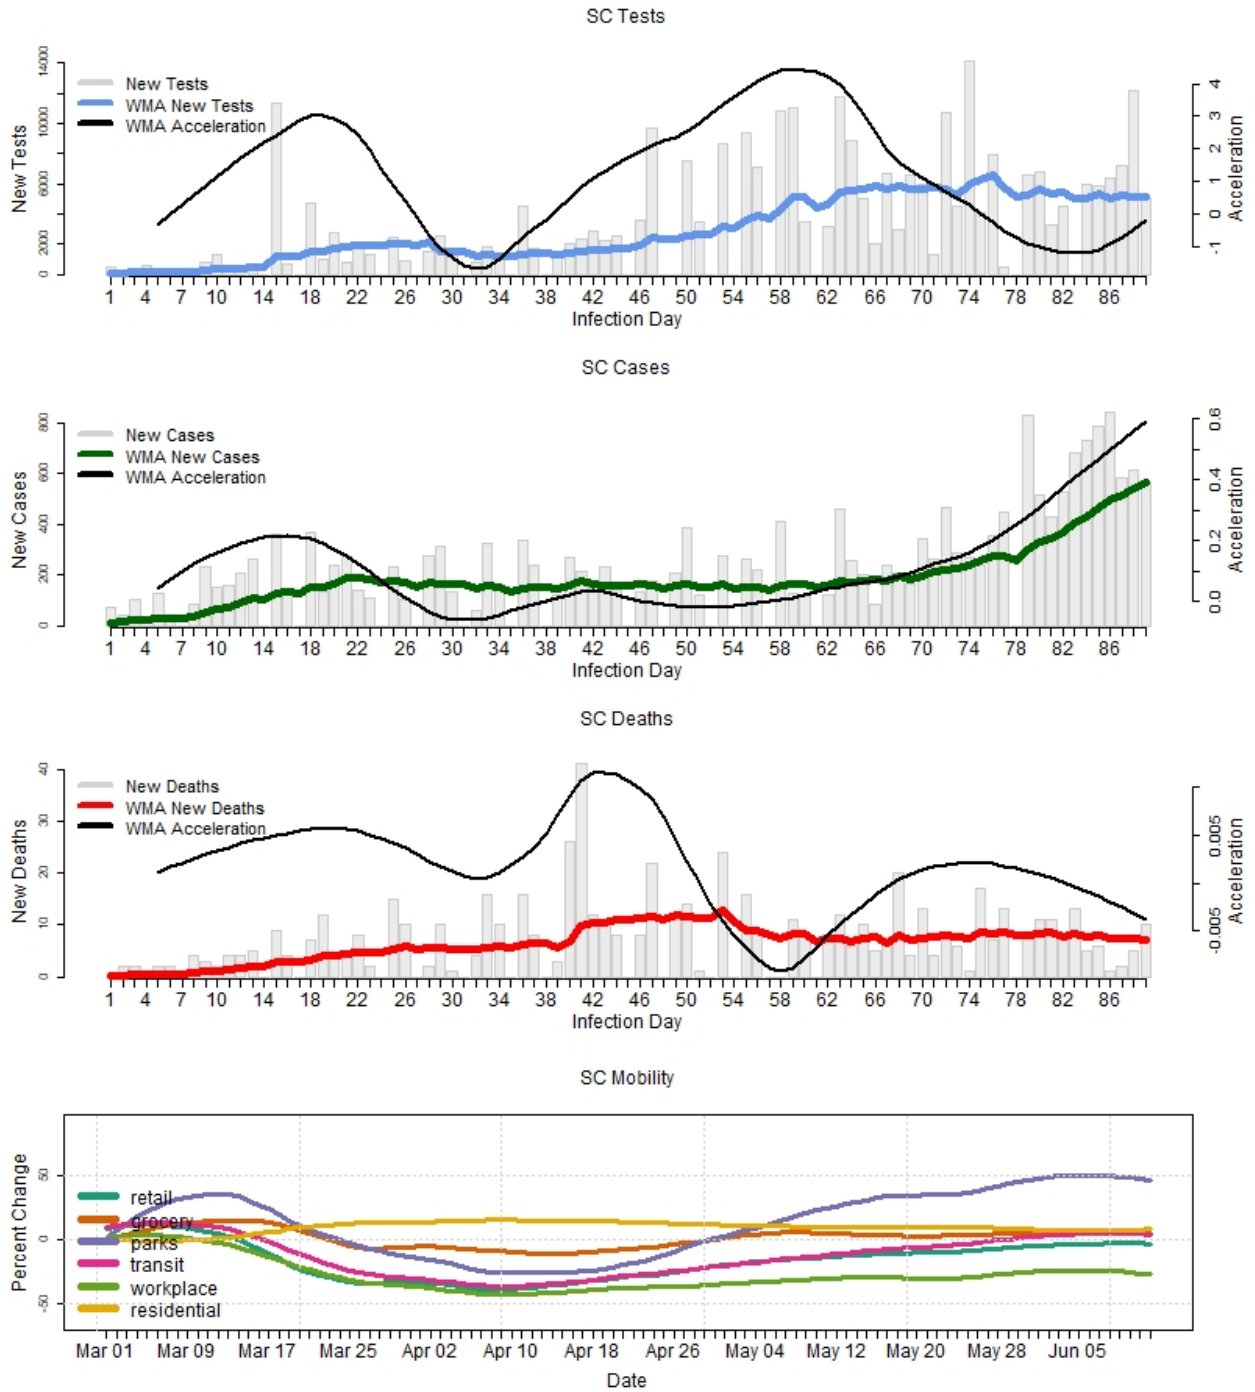 SC Tests
New Tests
14000
10000
6000
2000
0
New Tests
WMA New Tests
WMA Acceleration
4
3
2
1
0
-1
Acceleration
1 4 7 10 14 18 22 26 30 34 38 42 46 50 54 58 62 66 70 74 78 82 86
Infection Day
SC Cases
New Cases
800
600
400
200
0
New Cases
WMA New Cases
WMA Acceleration
0.6
0.4
0.2
0.0
Acceleration
1 4 7 10 14 18 22 26 30 34 38 42 46 50 54 58 62 66 70 74 78 82 86
Infection Day
SC Deaths
New Deaths
40
30
20
10
0
New Deaths
WMA New Deaths
WMA Acceleration
0.005
-0.005
Acceleration
1 4 7 10 14 18 22 26 30 34 38 42 46 50 54 58 62 66 70 74 78 82 86
Infection Day
SC Mobility
Percent Change
50
0
-50
retail
grocery
parks
transit
workplace
residential
Mar 01 Mar 09 Mar 17 Mar 25 Apr 02 Apr 10 Apr 18 Apr 26 May 04 May 12 May 20 May 28 Jun 05
Date